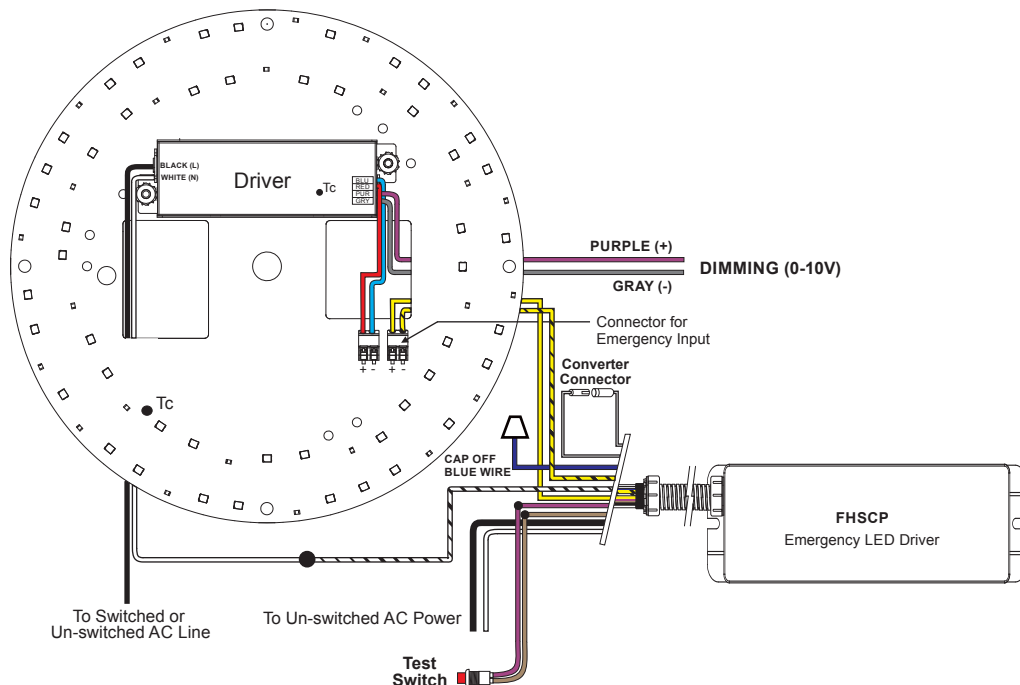 BLACK (L)
WHITE (N)
Driver
Tc
BLU
RED
PUR
GRY
PURPLE (+)
DIMMING (0-10V)
GRAY (-)
Connector for
Emergency Input
+ - + -
Converter
Connector
Tc
CAP OFF
BLUE WIRE
FHSCP
Emergency LED Driver
To Switched or
Un-switched AC Line
To Un-switched AC Power
Test
Switch